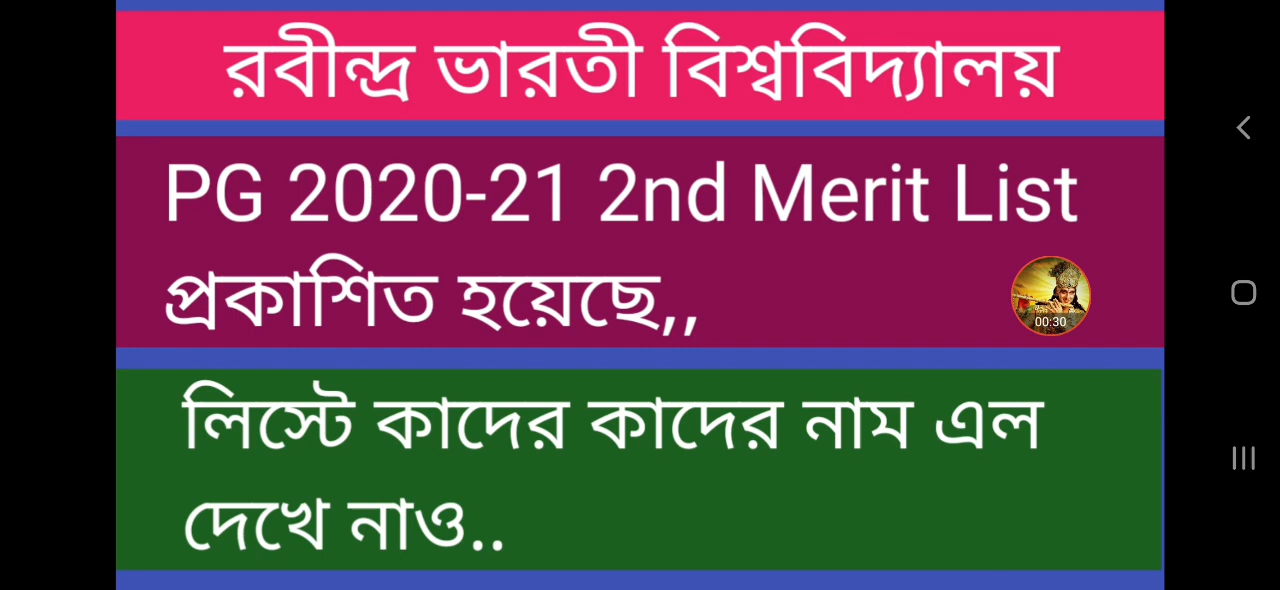 রবীন্দ্র ভারতী বিশ্ববিদ্যালয়
PG 2020-21 2nd Merit List
প্রকাশিত হয়েছে,,
00:30
লিস্টে কাদের কাদের নাম এল
দেখে নাও..